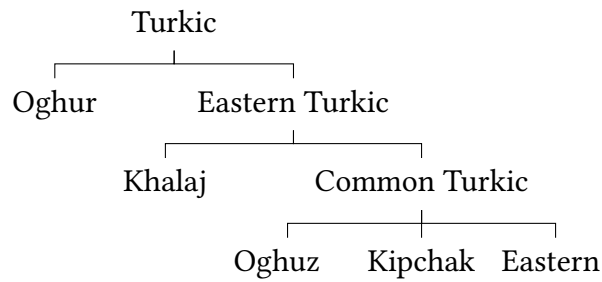 Turkic
Oghur Eastern Turkic
Khalaj Common Turkic
Oghuz Kipchak Eastern